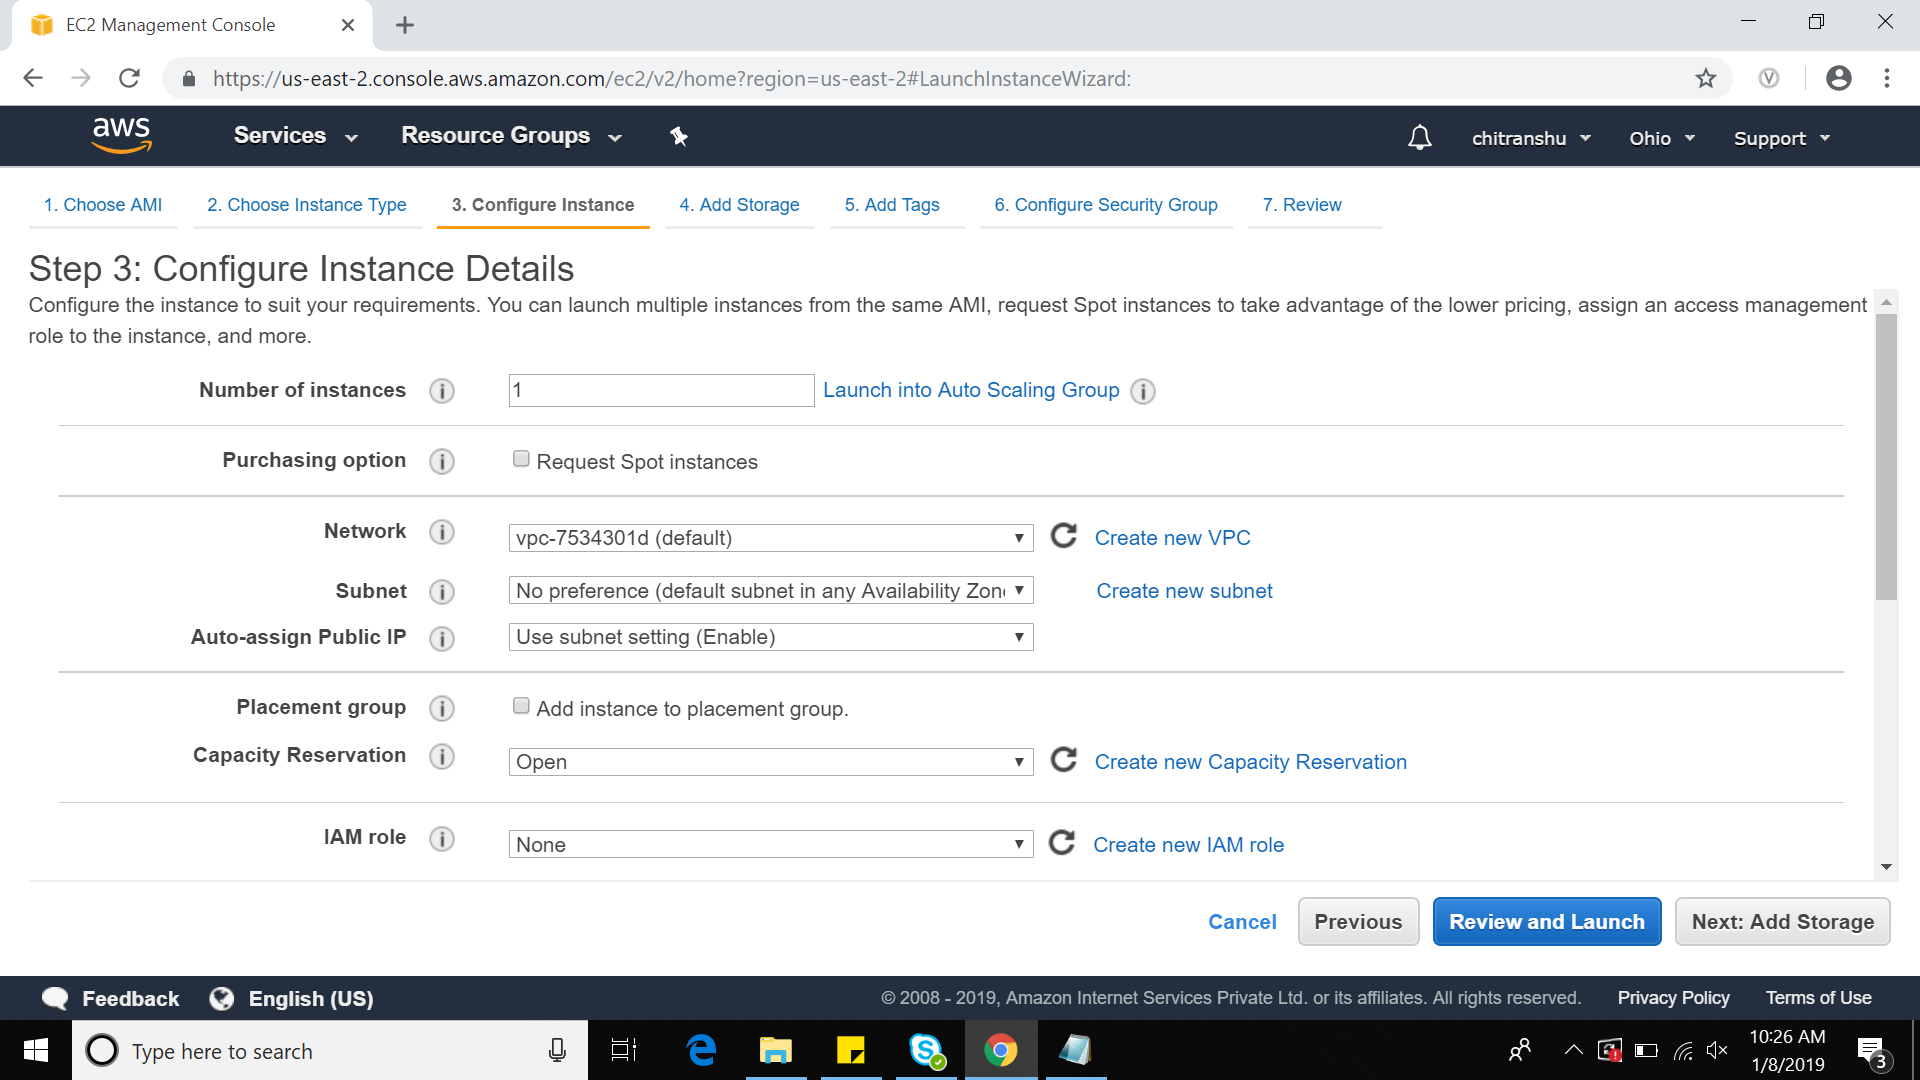 EC2 Management Console
https://us-east-2.console.aws.amazon.com/ec2/v2/home?region=us-east-2#LaunchInstanceWizard:
aws Services Resource Groups chitranshu Ohio Support
1. Choose AMI 2. Choose Instance Type 3. Configure Instance 4. Add Storage 5. Add Tags 6. Configure Security Group 7. Review
Step 3: Configure Instance Details
Configure the instance to suit your requirements. You can launch multiple instances from the same AMI, request Spot instances to take advantage of the lower pricing, assign an access management
role to the instance, and more.
Number of instances i 1 Launch into Auto Scaling Group i
Purchasing option i Request Spot instances
Network i vpc-7534301d (default) Create new VPC
Subnet i No preference (default subnet in any Availability Zon Create new subnet
Auto-assign Public IP i Use subnet setting (Enable)
Placement group i Add instance to placement group.
Capacity Reservation i Open Create new Capacity Reservation
IAM role i None Create new IAM role
Cancel Previous Review and Launch Next: Add Storage
Feedback English (US) © 2008 - 2019, Amazon Internet Services Private Ltd. or its affiliates. All rights reserved. Privacy Policy Terms of Use
Type here to search
10:26 AM
1/8/2019
3